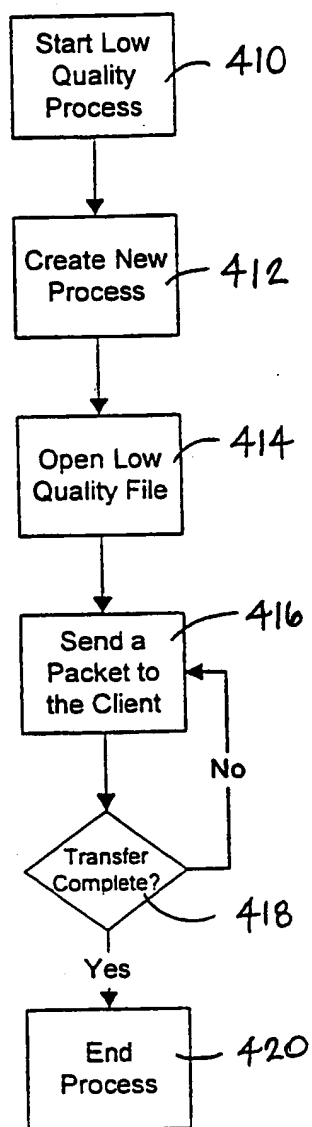 Start Low
Quality
Process
410
Create New
Process
412
Open Low
Quality File
414
Send a
Packet to
the Client
416
No
Transfer
Complete?
418
Yes
End
Process
420